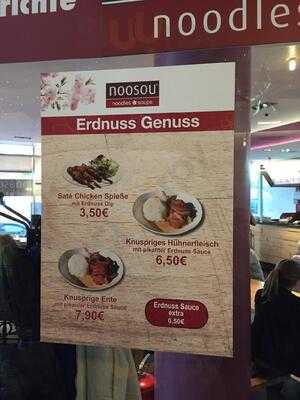 richte
noodles
noosou
noodles & soups
Erdnuss Genuss
Saté Chicken Spieße
mit Erdnuss Dip
3,50€
Knuspriges Hühnerfleisch
mit pikanter Erdnuss Sauce
6,50€
Knusprige Ente
mit pikanter Erdnuss Sauce
7,90€
Erdnuss Sauce
extra
0,50€